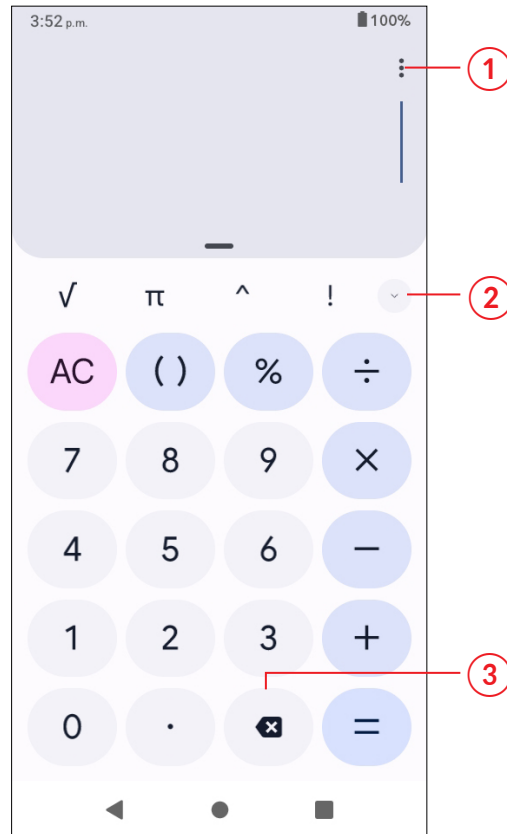 3:52 p.m. 100%
1
√ π ^ ! 2
AC ( ) % ÷
7 8 9 ×
4 5 6 −
1 2 3 +
3
0 . =